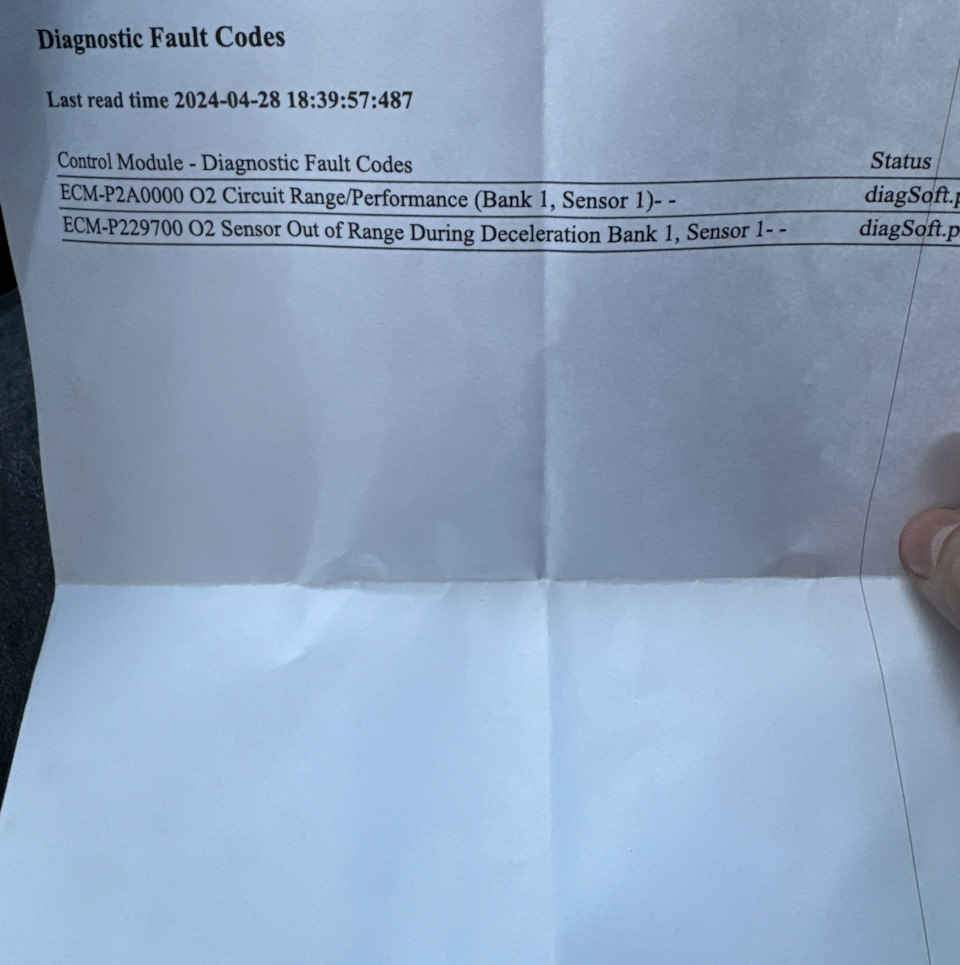 Diagnostic Fault Codes
Last read time 2024-04-28 18:39:57:487
Control Module - Diagnostic Fault Codes Status
ECM-P2A0000 O2 Circuit Range/Performance (Bank 1, Sensor 1)- - diagSoft.p
ECM-P229700 O2 Sensor Out of Range During Deceleration Bank 1, Sensor 1- - diagSoft.p